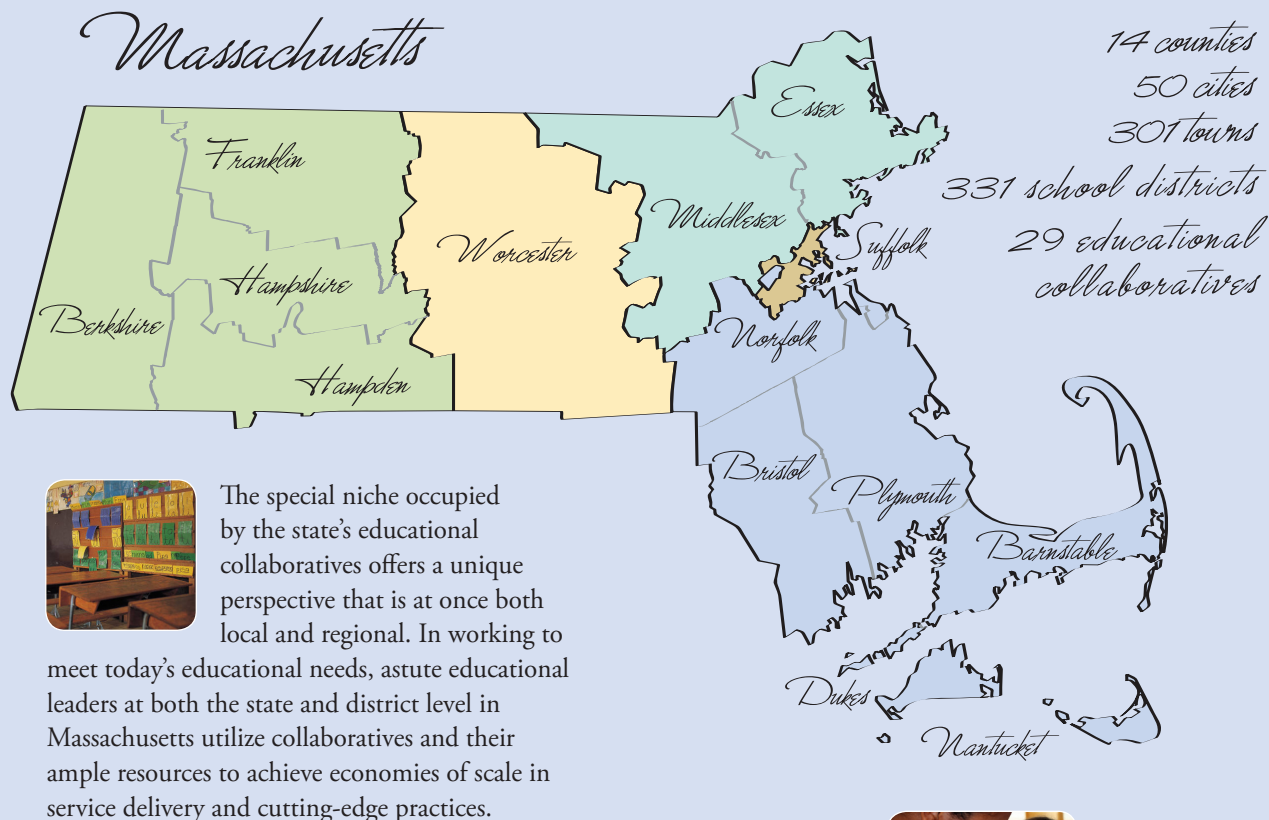 Massachusetts
14 counties
50 cities
301 towns
331 school districts
29 educational
collaboratives
Essex
Franklin
Middlesex
Suffolk
Worcester
Hampshire
Berkshire
Norfolk
Hampden
Bristol
Plymouth
Barnstable
Dukes
Nantucket
The special niche occupied
by the state’s educational
collaboratives offers a unique
perspective that is at once both
local and regional. In working to
meet today’s educational needs, astute educational
leaders at both the state and district level in
Massachusetts utilize collaboratives and their
ample resources to achieve economies of scale in
service delivery and cutting-edge practices.